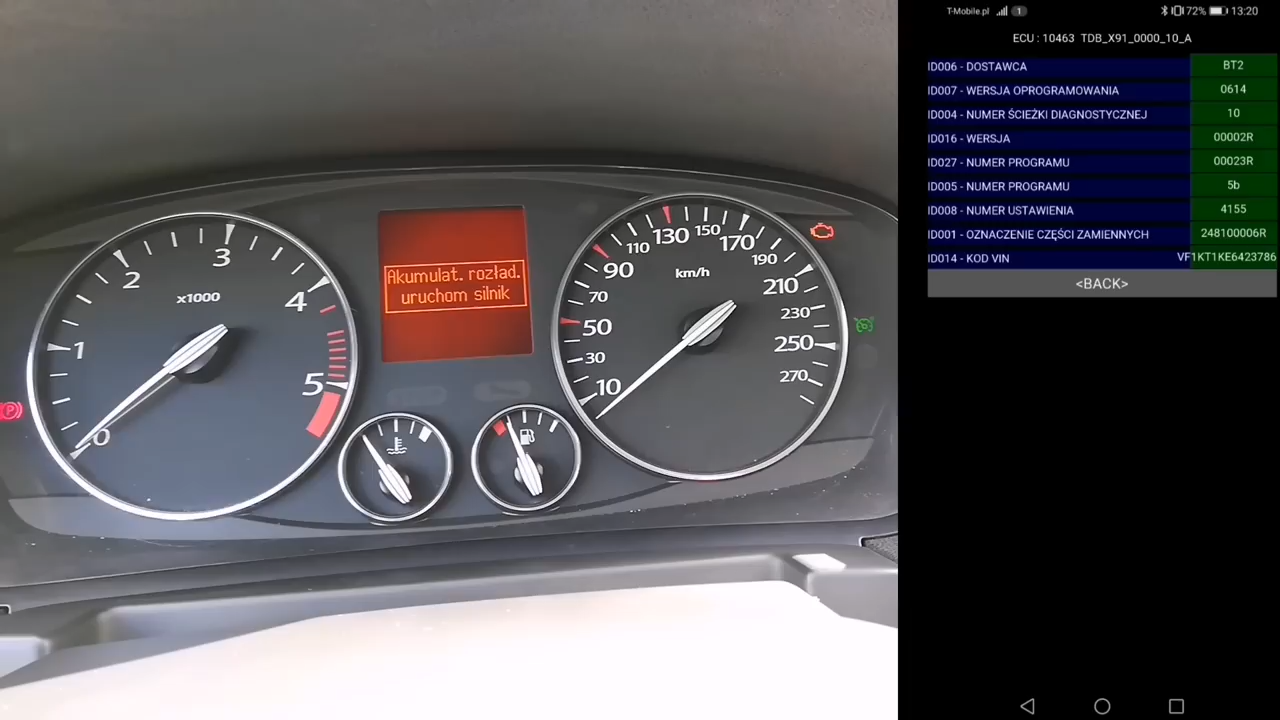 0
1
2
3
4
5
x1000
Akumulat. rozład.
uruchom silnik
10
30
50
70
90
110
130
150
170
190
210
230
250
270
km/h
P
T-Mobile.pl 1 72% 13:20
ECU : 10463 TDB_X91_0000_10_A
ID006 - DOSTAWCA BT2
ID007 - WERSJA OPROGRAMOWANIA 0614
ID004 - NUMER ŚCIEŻKI DIAGNOSTYCZNEJ 10
ID016 - WERSJA 00002R
ID027 - NUMER PROGRAMU 00023R
ID005 - NUMER PROGRAMU 5b
ID008 - NUMER USTAWIENIA 4155
ID001 - OZNACZENIE CZĘŚCI ZAMIENNYCH 248100006R
ID014 - KOD VIN VF1KT1KE6423786
<BACK>